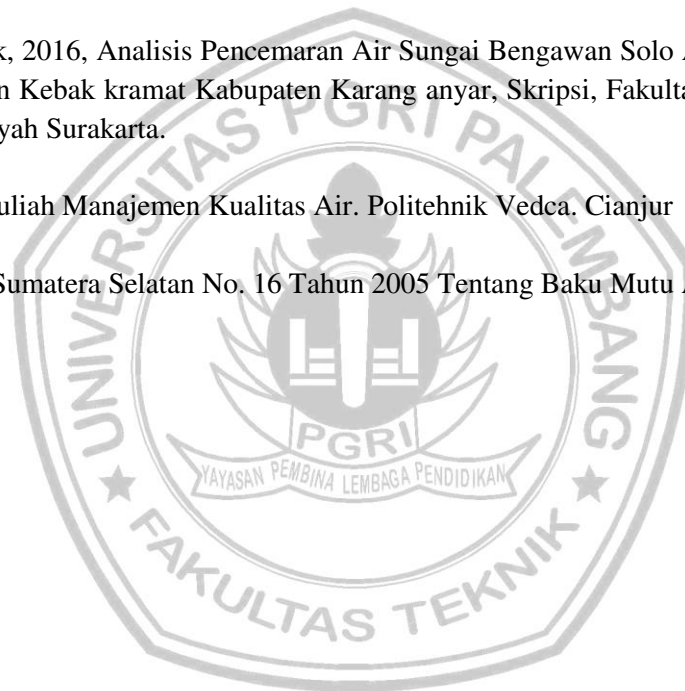 k, 2016, Analisis Pencemaran Air Sungai Bengawan Solo A
n Kebak kramat Kabupaten Karang anyar, Skripsi, Fakulta
yah Surakarta.
uliah Manajemen Kualitas Air. Politehnik Vedca. Cianjur
Sumatera Selatan No. 16 Tahun 2005 Tentang Baku Mutu A
UNIVERSITAS PGRI PALEMBANG
PGRI
YAYASAN PEMBINA LEMBAGA PENDIDIKAN
FAKULTAS TEKNIK